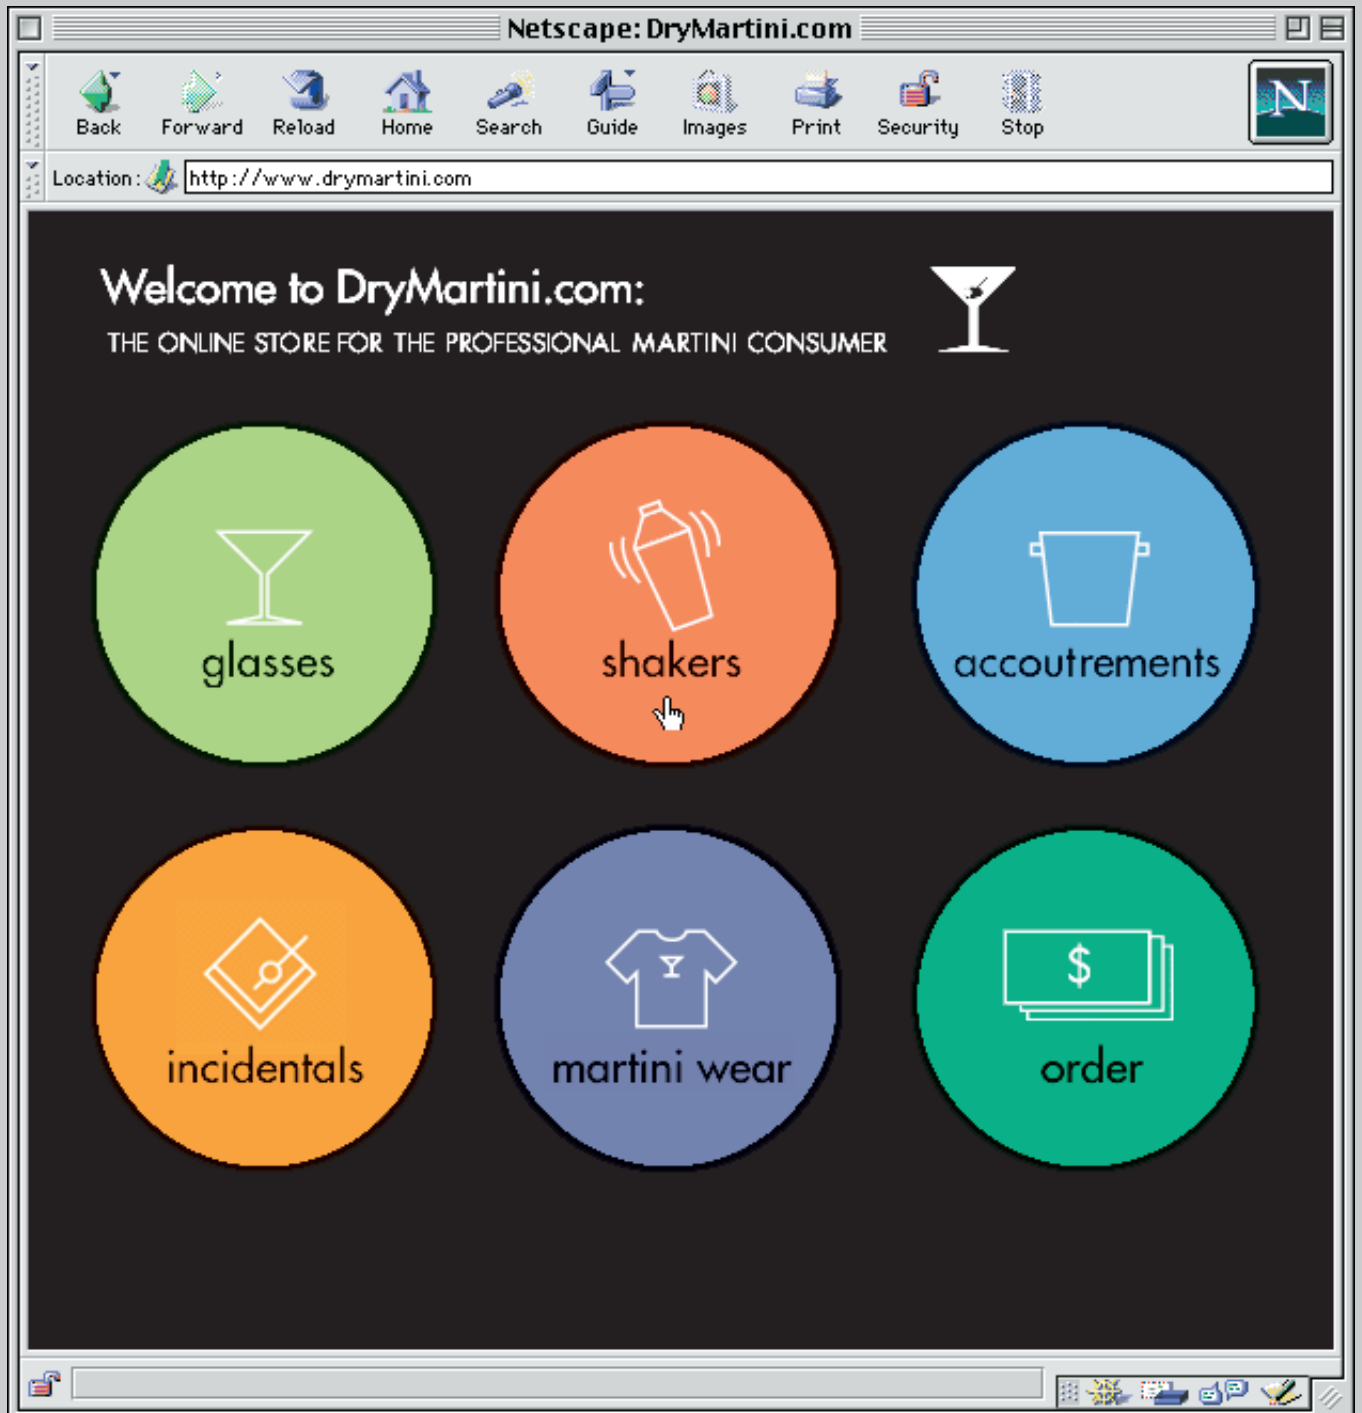 Netscape: DryMartini.com
Back Forward Reload Home Search Guide Images Print Security Stop
N
Location: http://www.drymartini.com
Welcome to DryMartini.com:
THE ONLINE STORE FOR THE PROFESSIONAL MARTINI CONSUMER
glasses shakers accoutrements
$
incidentals martini wear order